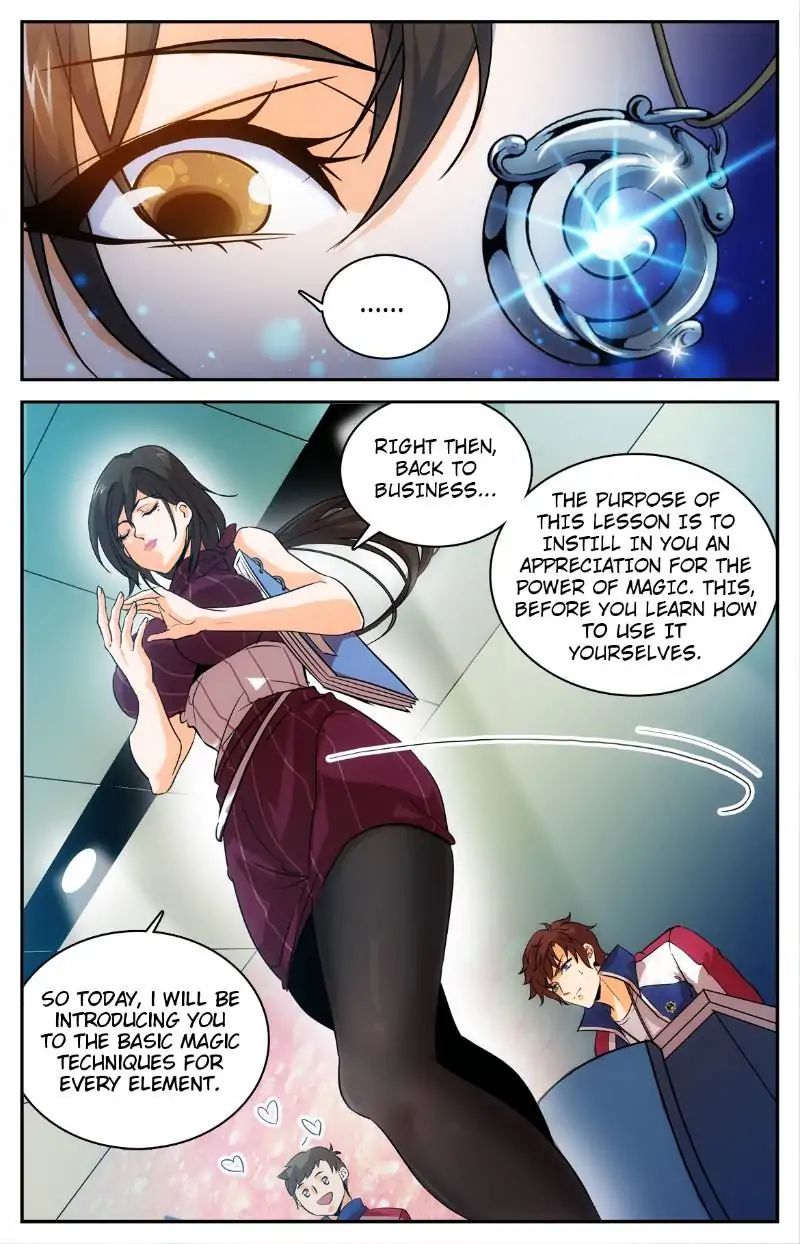 ......
RIGHT THEN,
BACK TO
BUSINESS...
THE PURPOSE OF
THIS LESSON IS TO
INSTILL IN YOU AN
APPRECIATION FOR THE
POWER OF MAGIC. THIS,
BEFORE YOU LEARN HOW
TO USE IT
YOURSELVES.
SO TODAY, I WILL BE
INTRODUCING YOU
TO THE BASIC MAGIC
TECHNIQUES FOR
EVERY ELEMENT.